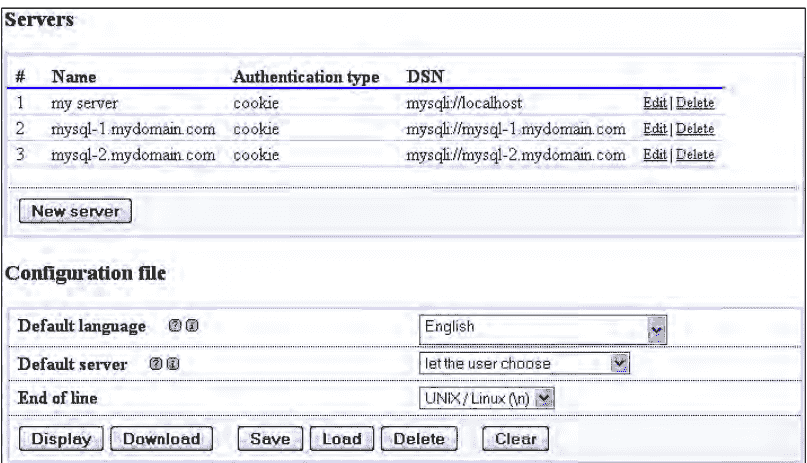 Servers
# Name Authentication type DSN
1 my server cookie mysqli://localhost Edit | Delete
2 mysql-1.mydomain.com cookie mysqli://mysql-1.mydomain.com Edit | Delete
3 mysql-2.mydomain.com cookie mysqli://mysql-2.mydomain.com Edit | Delete
New server
Configuration file
Default language English
Default server let the user choose
End of line UNIX / Linux (\n)
Display Download Save Load Delete Clear